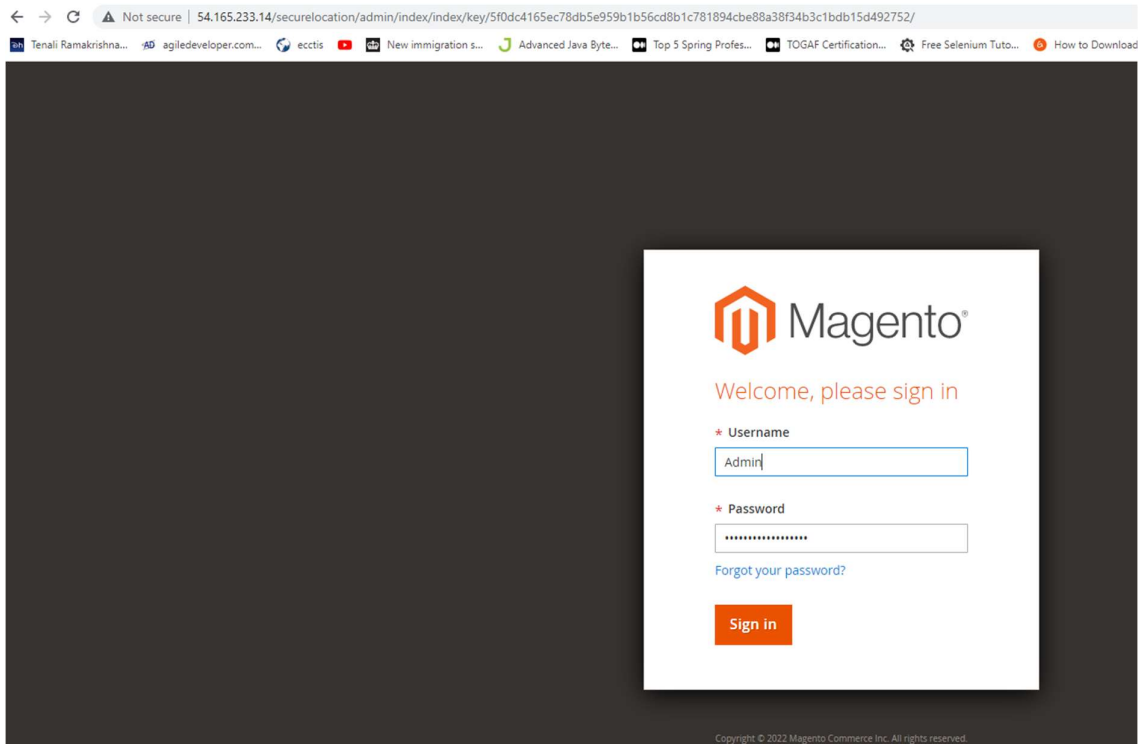 Not secure | 54.165.233.14/securelocation/admin/index/index/key/5f0dc4165ec78db5e959b1b56cd8b1c781894cbe88a38f34b3c1bdb15d492752/
Tenali Ramakrishna... agiledeveloper.com... ecctis New immigration s... Advanced Java Byte... Top 5 Spring Profes... TOGAF Certification... Free Selenium Tuto... How to Download
Magento®
Welcome, please sign in
* Username
Admin
* Password
••••••••••••••••••
Forgot your password?
Sign in
Copyright © 2022 Magento Commerce Inc. All rights reserved.